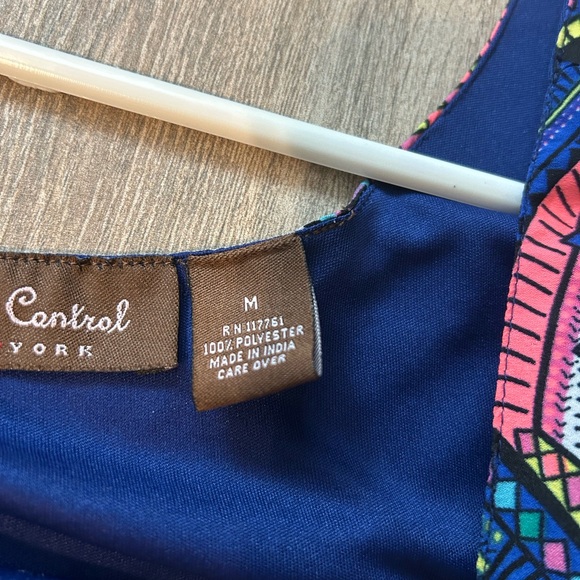 Control
YORK
M
RN 117761
100% POLYESTER
MADE IN INDIA
CARE OVER